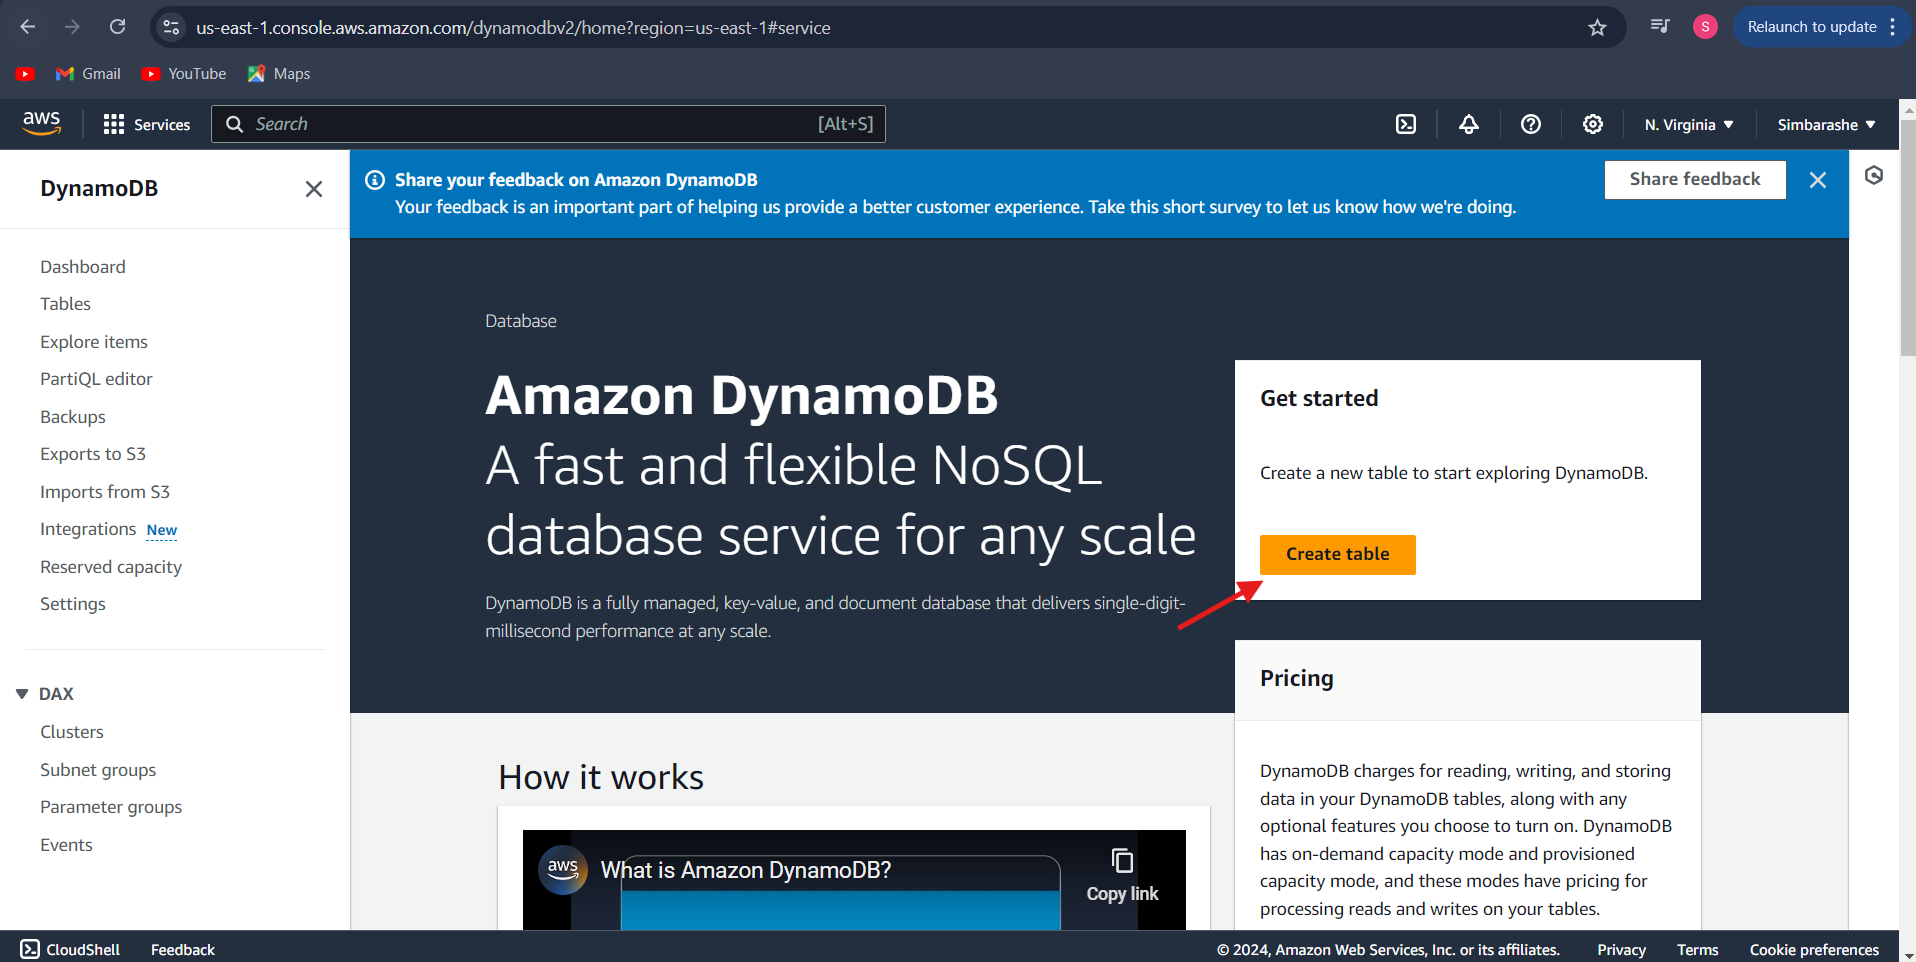 us-east-1.console.aws.amazon.com/dynamodbv2/home?region=us-east-1#service
S
Relaunch to update
Gmail
YouTube
Maps
aws
Services
Search
[Alt+S]
N. Virginia
Simbarashe
DynamoDB
Dashboard
Tables
Explore items
PartiQL editor
Backups
Exports to S3
Imports from S3
Integrations New
Reserved capacity
Settings
DAX
Clusters
Subnet groups
Parameter groups
Events
Share your feedback on Amazon DynamoDB
Your feedback is an important part of helping us provide a better customer experience. Take this short survey to let us know how we're doing.
Share feedback
Database
Amazon DynamoDB
A fast and flexible NoSQL
database service for any scale
DynamoDB is a fully managed, key-value, and document database that delivers single-digit-
millisecond performance at any scale.
Get started
Create a new table to start exploring DynamoDB.
Create table
Pricing
DynamoDB charges for reading, writing, and storing
data in your DynamoDB tables, along with any
optional features you choose to turn on. DynamoDB
has on-demand capacity mode and provisioned
capacity mode, and these modes have pricing for
processing reads and writes on your tables.
How it works
aws
What is Amazon DynamoDB?
Copy link
CloudShell
Feedback
© 2024, Amazon Web Services, Inc. or its affiliates.
Privacy
Terms
Cookie preferences